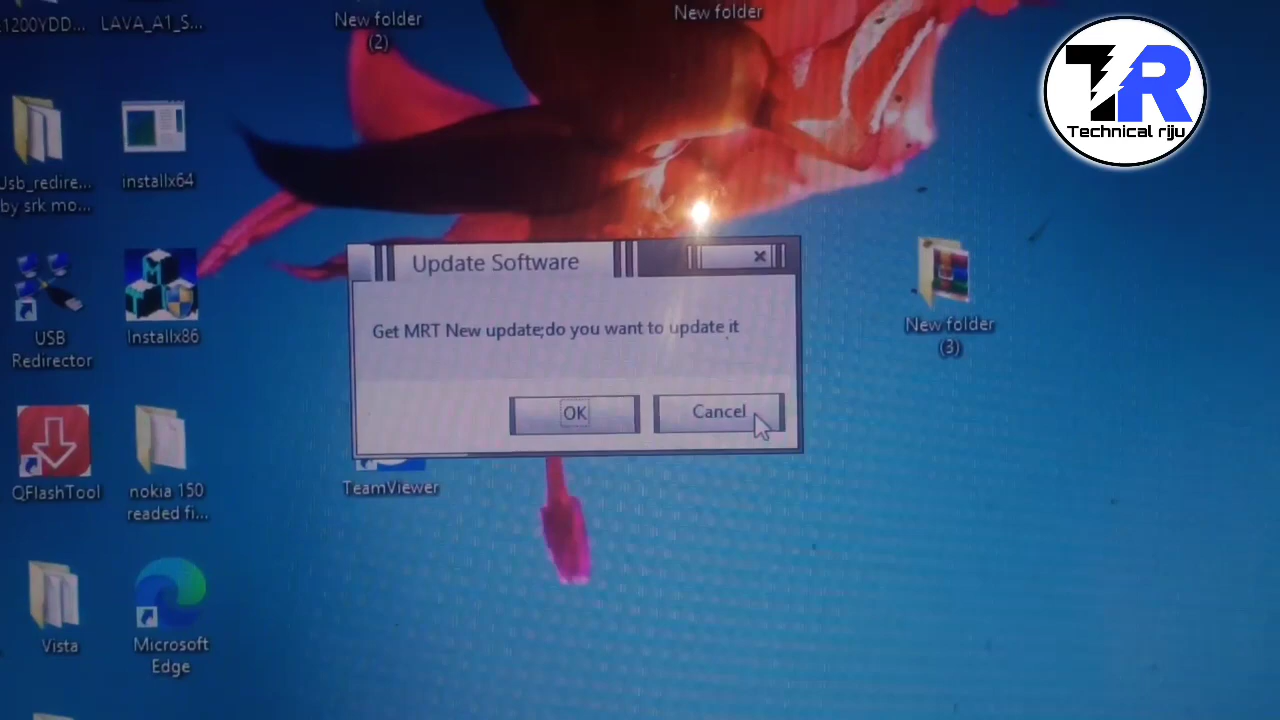 1200YDD...
LAVA_A1_S...
New folder
(2)
New folder
TR
Technical riju
Usb_redire...
by srk mo...
installx64
USB
Redirector
Installx86
Update Software
Get MRT New update;do you want to update it
OK
Cancel
New folder
(3)
QFlashTool
nokia 150
readed fi...
TeamViewer
Vista
Microsoft
Edge